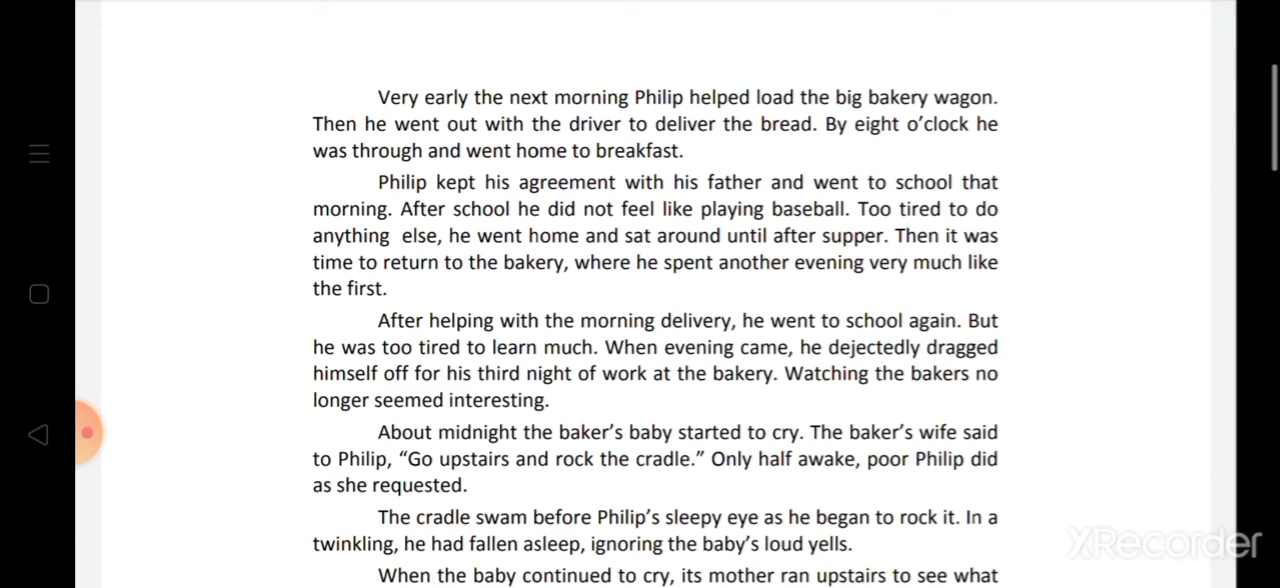 Very early the next morning Philip helped load the big bakery wagon.
Then he went out with the driver to deliver the bread. By eight o’clock he
was through and went home to breakfast.
Philip kept his agreement with his father and went to school that
morning. After school he did not feel like playing baseball. Too tired to do
anything else, he went home and sat around until after supper. Then it was
time to return to the bakery, where he spent another evening very much like
the first.
After helping with the morning delivery, he went to school again. But
he was too tired to learn much. When evening came, he dejectedly dragged
himself off for his third night of work at the bakery. Watching the bakers no
longer seemed interesting.
About midnight the baker’s baby started to cry. The baker’s wife said
to Philip, “Go upstairs and rock the cradle.” Only half awake, poor Philip did
as she requested.
The cradle swam before Philip’s sleepy eye as he began to rock it. In a
twinkling, he had fallen asleep, ignoring the baby’s loud yells.
When the baby continued to cry, its mother ran upstairs to see what
XRecorder